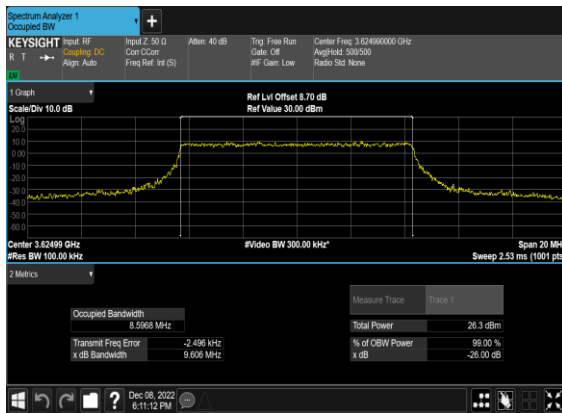 Spectrum Analyzer 1
Occupied BW
+
KEYSIGHT
R T
LXI
Input: RF
Coupling: DC
Align: Auto
Input Z: 50 Ω
Corr CCorr
Freq Ref: Int (S)
Atten: 40 dB
Trig: Free Run
Gate: Off
#IF Gain: Low
Center Freq: 3.624990000 GHz
Avg|Hold: 500/500
Radio Std: None
1 Graph
Scale/Div 10.0 dB
Ref Lvl Offset 8.70 dB
Ref Value 30.00 dBm
Log
20.0
10.0
0.00
-10.0
-20.0
-30.0
-40.0
-50.0
-60.0
Center 3.62499 GHz
#Res BW 100.00 kHz
#Video BW 300.00 kHz*
Span 20 MH
Sweep 2.53 ms (1001 pts
2 Metrics
Measure Trace Trace 1
Occupied Bandwidth
8.5968 MHz
Total Power 26.3 dBm
Transmit Freq Error -2.496 kHz
% of OBW Power 99.00 %
x dB Bandwidth 9.606 MHz
x dB -26.00 dB
?
Dec 08, 2022
6:11:12 PM